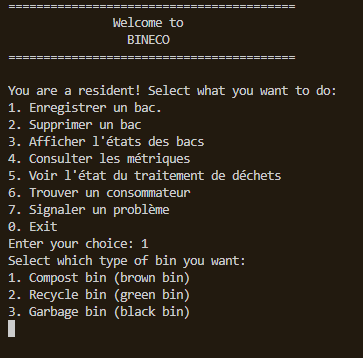 =========================================
Welcome to
BINECO
=========================================
You are a resident! Select what you want to do:
1. Enregistrer un bac.
2. Supprimer un bac
3. Afficher l'états des bacs
4. Consulter les métriques
5. Voir l'état du traitement de déchets
6. Trouver un consommateur
7. Signaler un problème
0. Exit
Enter your choice: 1
Select which type of bin you want:
1. Compost bin (brown bin)
2. Recycle bin (green bin)
3. Garbage bin (black bin)